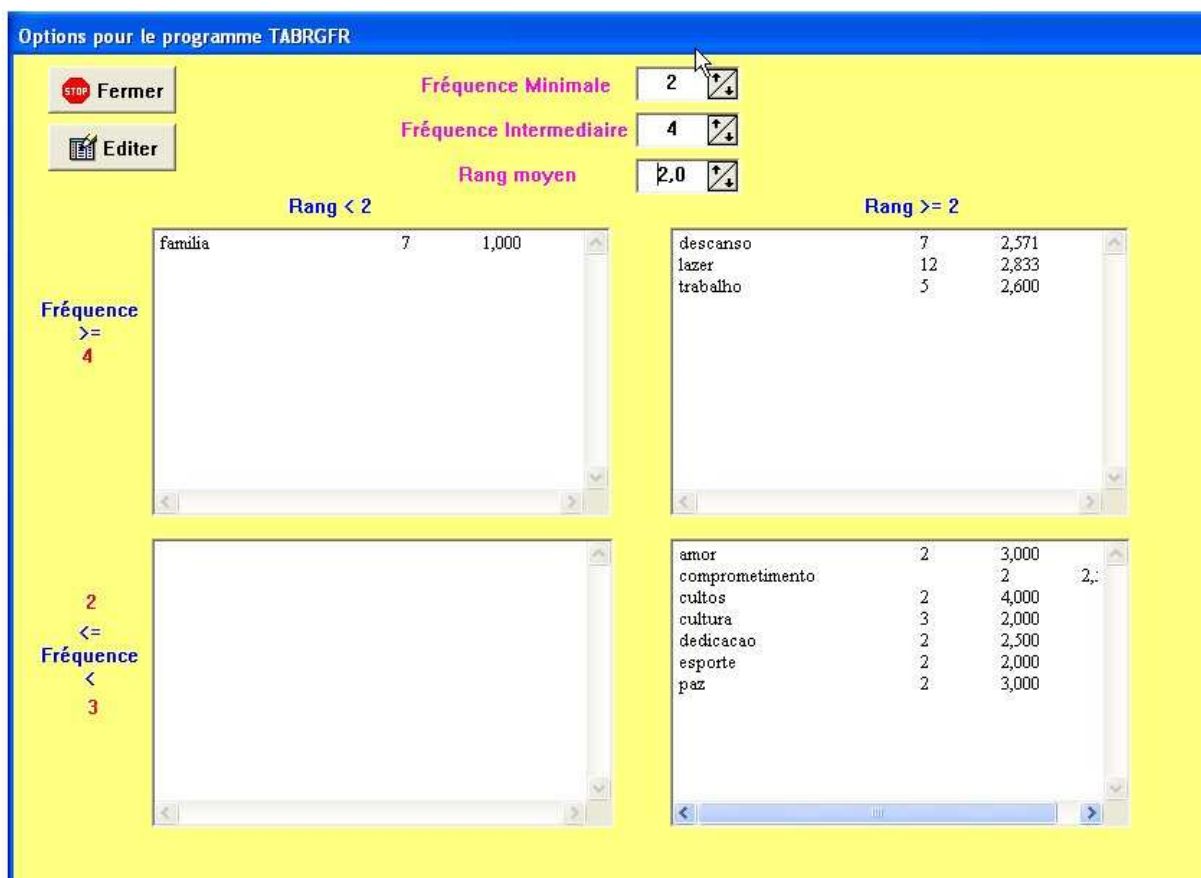 Options pour le programme TABRGFR
STOP Fermer
Editer
Fréquence Minimale 2
Fréquence Intermediaire 4
Rang moyen 2,0
Rang < 2
Rang >= 2
Fréquence
>=
4
familia 7 1,000
descanso 7 2,571
lazer 12 2,833
trabalho 5 2,600
2
<=
Fréquence
<
3
amor 2 3,000
comprometimento 2
cultos 2 4,000
cultura 3 2,000
dedicacao 2 2,500
esporte 2 2,000
paz 2 3,000